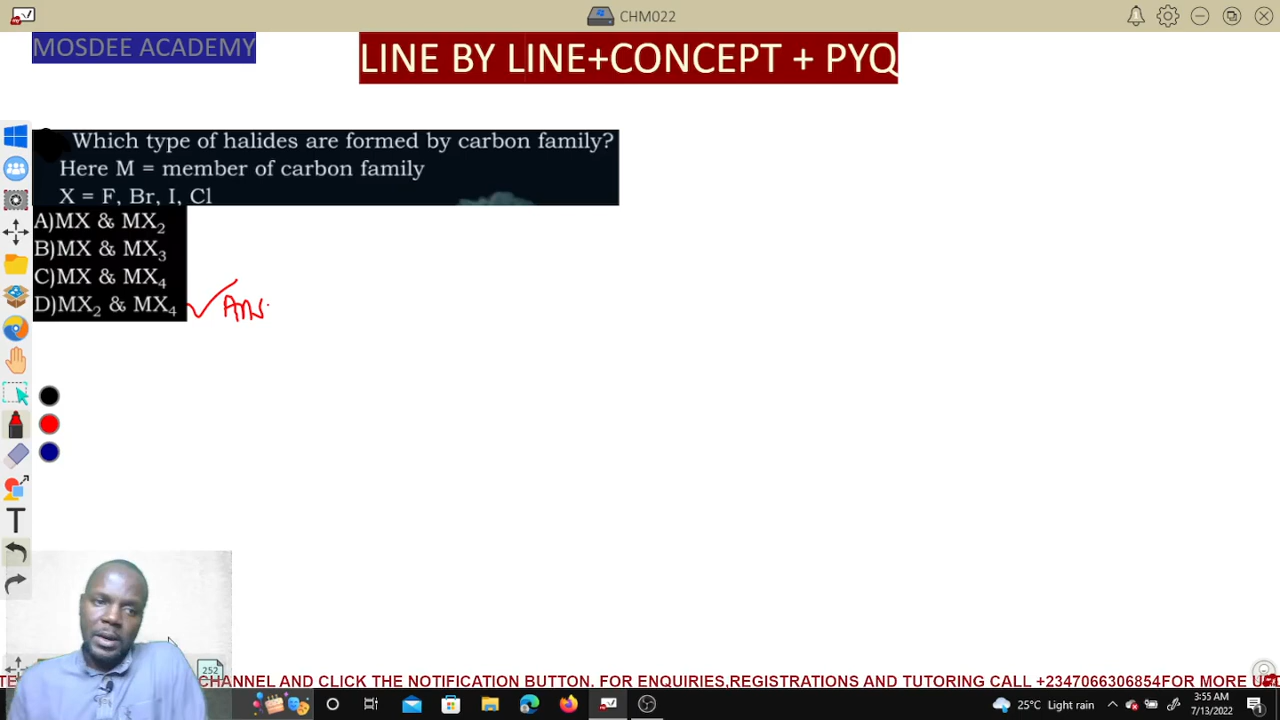 CHM022
MOSDEE ACADEMY
LINE BY LINE+CONCEPT + PYQ
Which type of halides are formed by carbon family?
Here M = member of carbon family
X = F, Br, I, Cl
A)MX & MX₂
B)MX & MX₃
C)MX & MX₄
D)MX₂ & MX₄
Ans
T
252
CHANNEL AND CLICK THE NOTIFICATION BUTTON. FOR ENQUIRIES,REGISTRATIONS AND TUTORING CALL +2347066306854FOR MORE
25°C Light rain
3:55 AM
7/13/2022